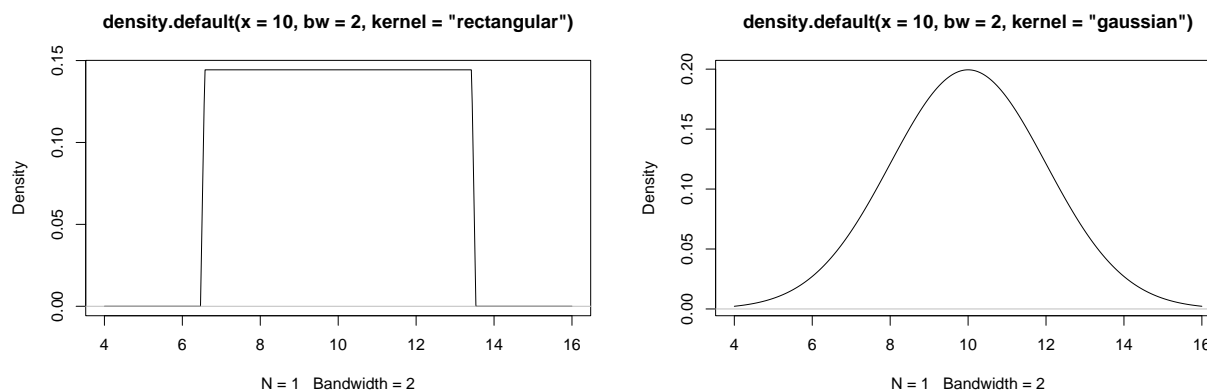 density.default(x = 10, bw = 2, kernel = "rectangular")
Density
0.00
0.05
0.10
0.15
4 6 8 10 12 14 16
N = 1 Bandwidth = 2
density.default(x = 10, bw = 2, kernel = "gaussian")
Density
0.00
0.05
0.10
0.15
0.20
4 6 8 10 12 14 16
N = 1 Bandwidth = 2